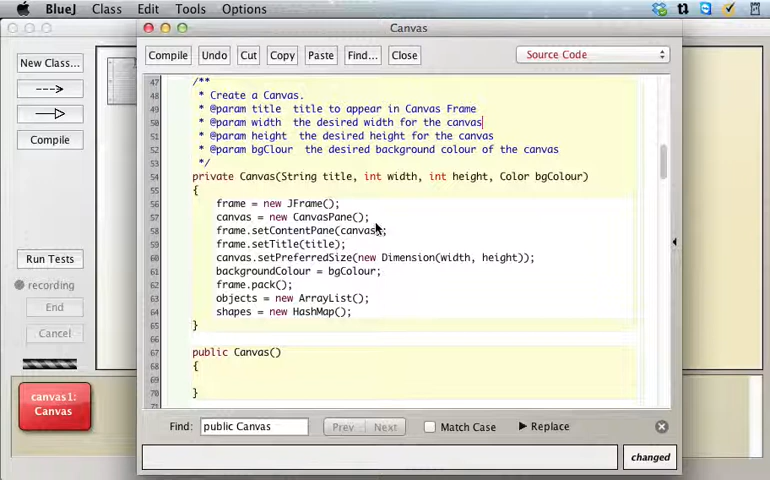 BlueJ Class Edit Tools Options
Canvas
Compile Undo Cut Copy Paste Find... Close Source Code
New Class...
Compile
Run Tests
recording
End
Cancel
canvas1:
Canvas
47 /**
48 * Create a Canvas.
49 * @param title title to appear in Canvas Frame
50 * @param width the desired width for the canvas
51 * @param height the desired height for the canvas
52 * @param bgClour the desired background colour of the canvas
53 */
54 private Canvas(String title, int width, int height, Color bgColour)
55 {
56 frame = new JFrame();
57 canvas = new CanvasPane();
58 frame.setContentPane(canvas);
59 frame.setTitle(title);
60 canvas.setPreferredSize(new Dimension(width, height));
61 backgroundColour = bgColour;
62 frame.pack();
63 objects = new ArrayList();
64 shapes = new HashMap();
65 }
66
67 public Canvas()
68 {
69
70 }
Find: public Canvas Prev Next Match Case Replace
changed